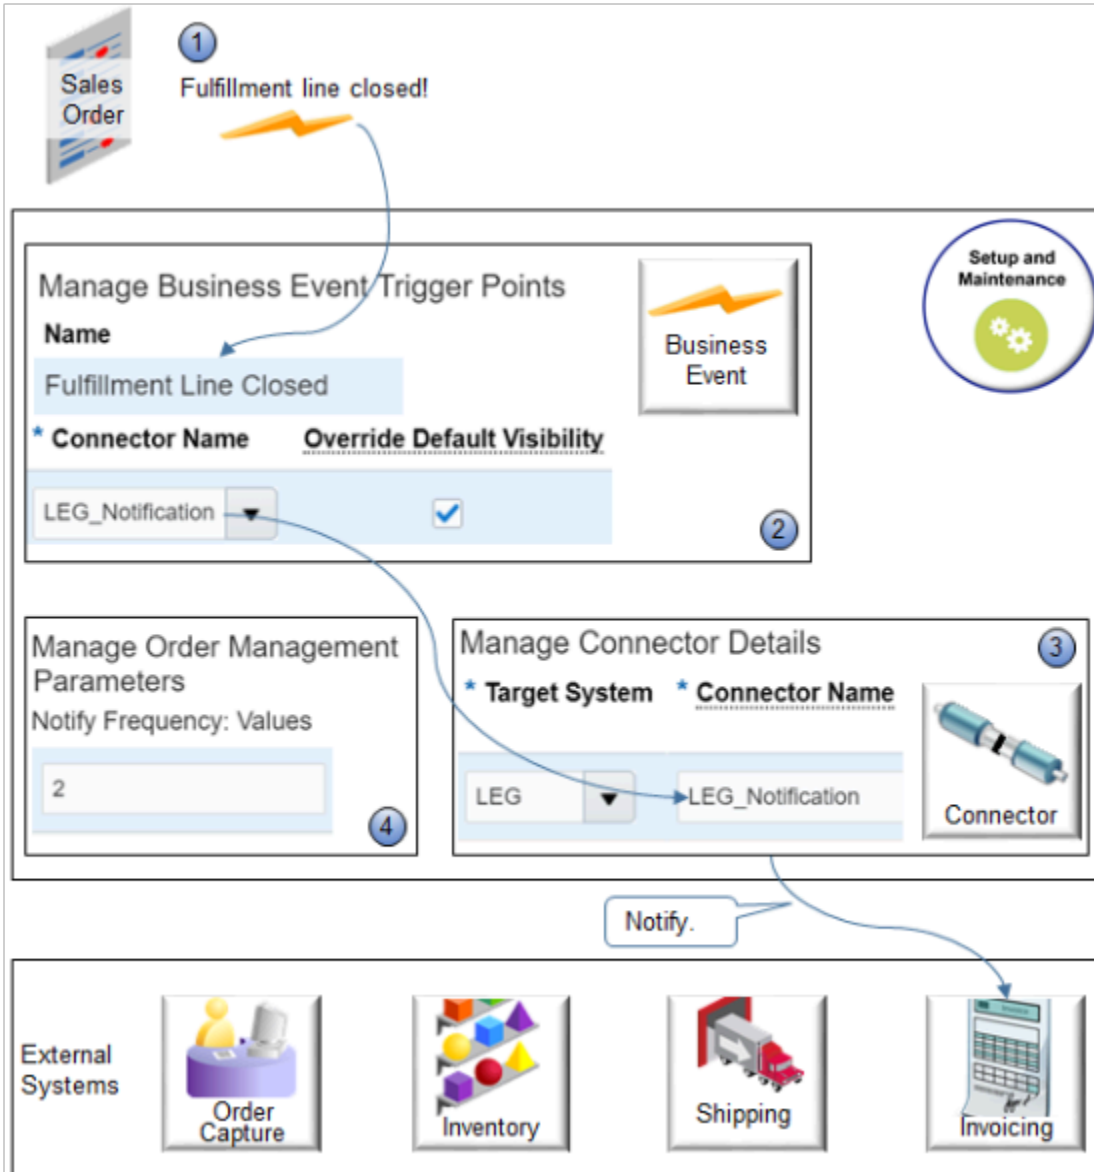 1
Sales
Order
Fulfillment line closed!
Setup and
Maintenance
Manage Business Event Trigger Points
Name
Fulfillment Line Closed
Business
Event
* Connector Name Override Default Visibility
LEG_Notification
2
Manage Order Management
Parameters
Notify Frequency: Values
2
4
Manage Connector Details
3
* Target System * Connector Name
LEG LEG_Notification
Connector
Notify.
External
Systems
Order
Capture
Inventory
Shipping
Invoicing